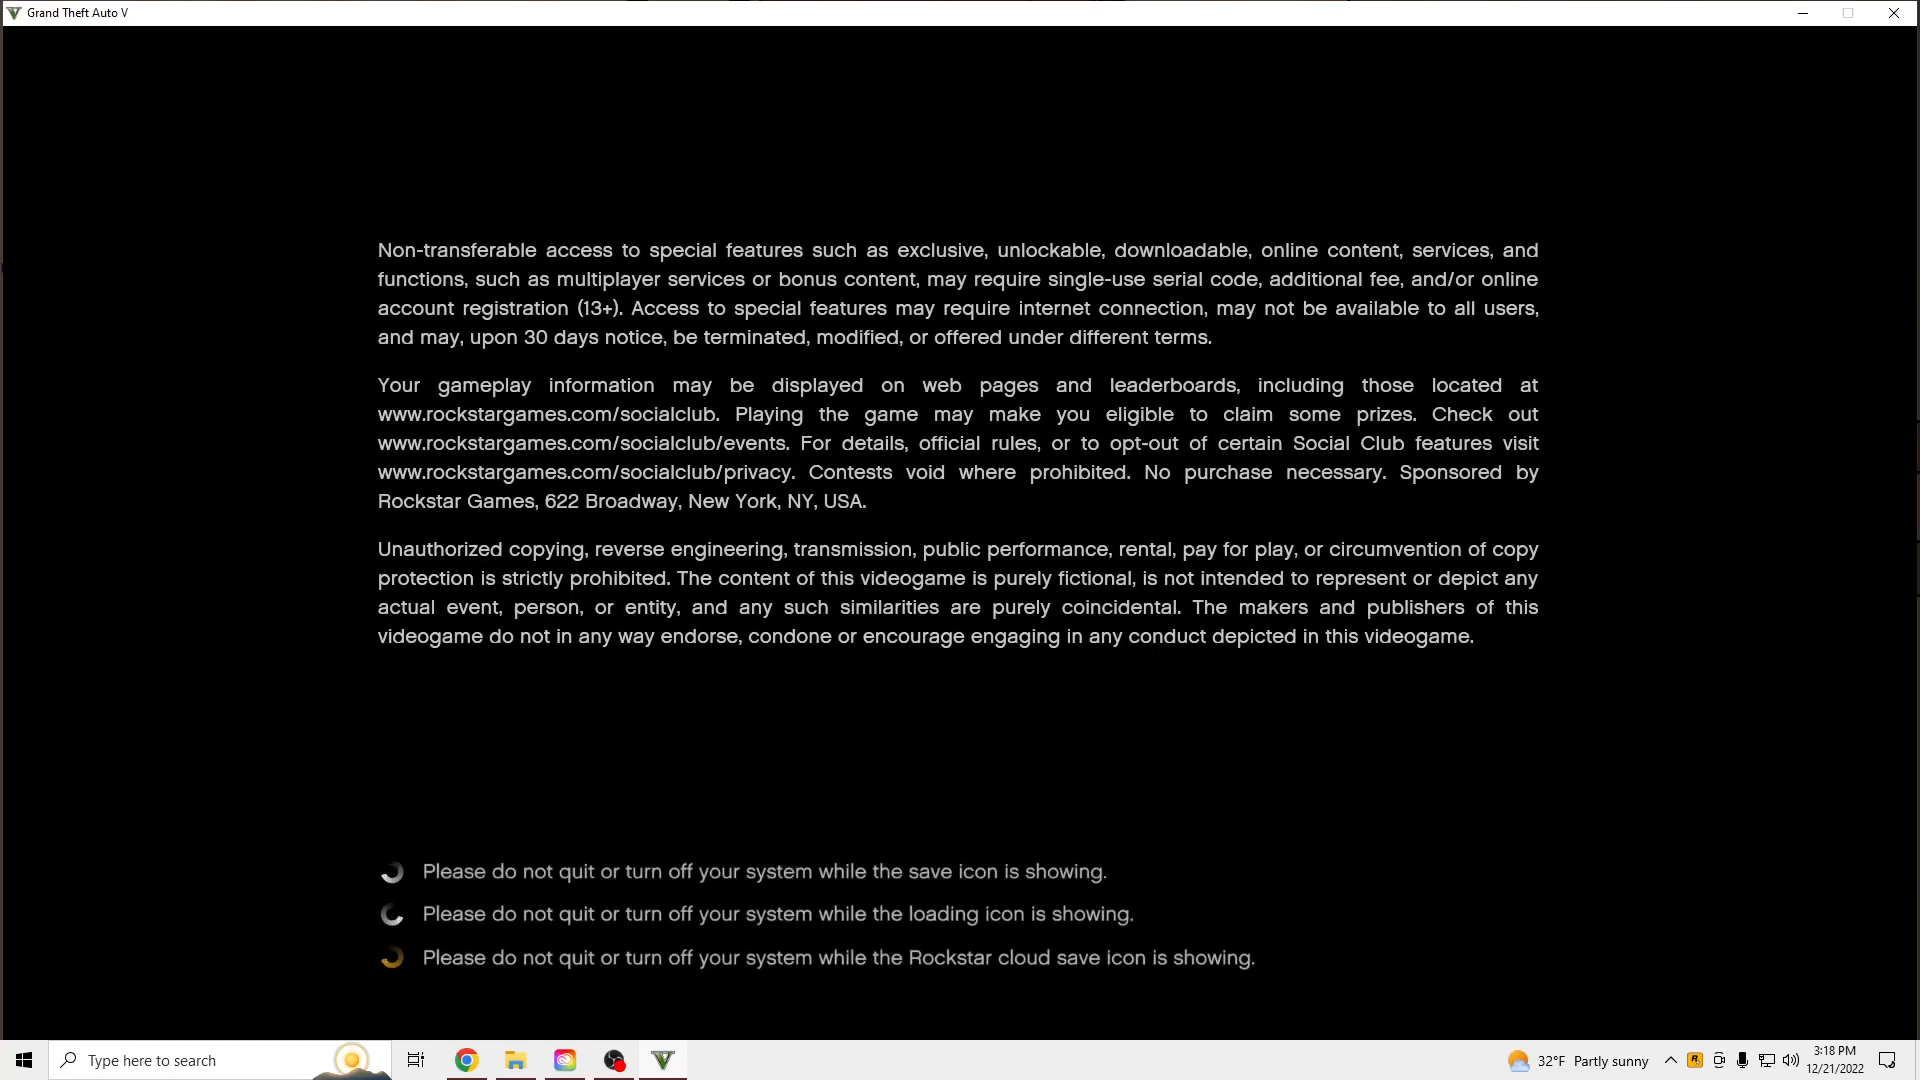 Grand Theft Auto V
Non-transferable access to special features such as exclusive, unlockable, downloadable, online content, services, and
functions, such as multiplayer services or bonus content, may require single-use serial code, additional fee, and/or online
account registration (13+). Access to special features may require internet connection, may not be available to all users,
and may, upon 30 days notice, be terminated, modified, or offered under different terms.
Your gameplay information may be displayed on web pages and leaderboards, including those located at
www.rockstargames.com/socialclub. Playing the game may make you eligible to claim some prizes. Check out
www.rockstargames.com/socialclub/events. For details, official rules, or to opt-out of certain Social Club features visit
www.rockstargames.com/socialclub/privacy. Contests void where prohibited. No purchase necessary. Sponsored by
Rockstar Games, 622 Broadway, New York, NY, USA.
Unauthorized copying, reverse engineering, transmission, public performance, rental, pay for play, or circumvention of copy
protection is strictly prohibited. The content of this videogame is purely fictional, is not intended to represent or depict any
actual event, person, or entity, and any such similarities are purely coincidental. The makers and publishers of this
videogame do not in any way endorse, condone or encourage engaging in any conduct depicted in this videogame.
Please do not quit or turn off your system while the save icon is showing.
Please do not quit or turn off your system while the loading icon is showing.
Please do not quit or turn off your system while the Rockstar cloud save icon is showing.
Type here to search
32°F Partly sunny
3:18 PM
12/21/2022